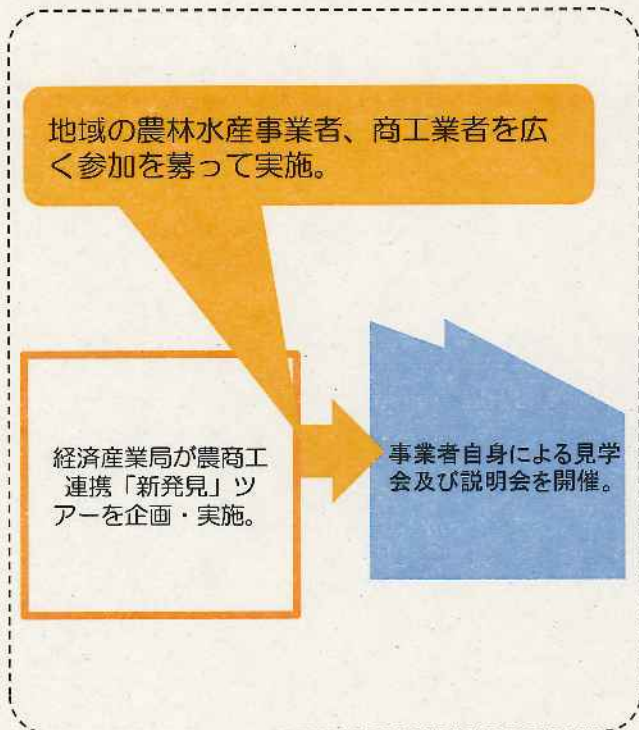 地域の農林水産事業者、商工業者を広
く参加を募って実施。
経済産業局が農商工
連携「新発見」ツ
アーを企画・実施。
事業者自身による見学
会及び説明会を開催。